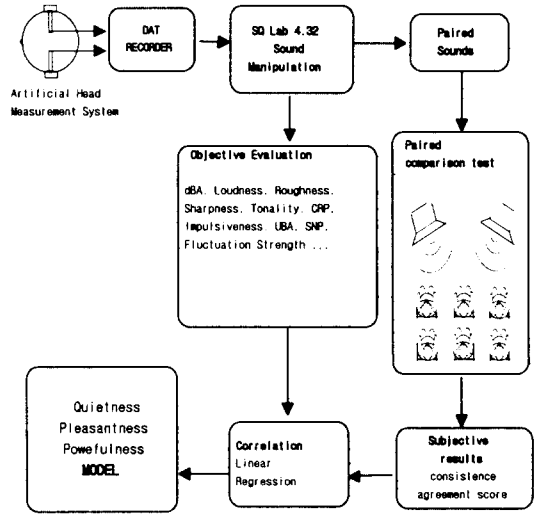 DAT
RECORDER
SQ Lab 4.32
Sound
Manipulation
Paired
Sounds
Artificial Head
Measurement System
Objective Evaluation
dBA. Loudness. Roughness.
Sharpness. Tonality. CRP.
Impulsiveness. UBA. SNP.
Fluctuation Strength ...
Paired
comparison test
Quietness
Pleasantness
Powefulness
MODEL
Correlation
Linear
Regression
Subjective
results
consistence
agreement score